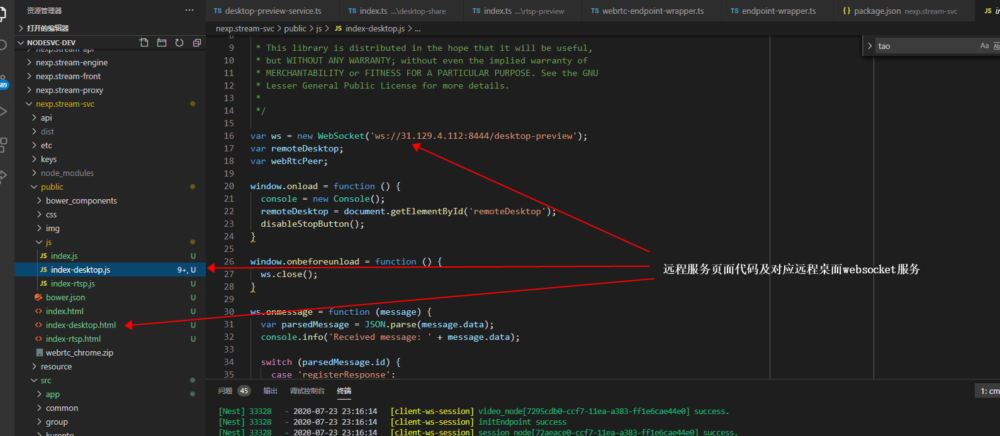 资源管理器 ···
打开的编辑器
NODESVC-DEV
nexp.stream-api
nexp.stream-engine
nexp.stream-front
nexp.stream-proxy
nexp.stream-svc
api
dist
etc
keys
node_modules
public
bower_components
css
img
js
JS index.js U
JS index-desktop.js 9+, U
JS index-rtsp.js U
bower.json U
<> index.html U
<> index-desktop.html U
<> index-rtsp.html U
webrtc_chrome.zip
resource
src
app
common
group
kurento
89
TS desktop-preview-service.ts
TS index.ts ...\desktop-share
TS index.ts ...\rtsp-preview
TS webrtc-endpoint-wrapper.ts
TS endpoint-wrapper.ts
{} package.json nexp.stream-svc
JS
nexp.stream-svc > public > js > JS index-desktop.js > ...
tao Aa
8
9 * This library is distributed in the hope that it will be useful,
10 * but WITHOUT ANY WARRANTY; without even the implied warranty of
11 * MERCHANTABILITY or FITNESS FOR A PARTICULAR PURPOSE. See the GNU
12 * Lesser General Public License for more details.
13 *
14 */
15
16 var ws = new WebSocket('ws://31.129.4.112:8444/desktop-preview');
17 var remoteDesktop;
18 var webRtcPeer;
19
20 window.onload = function () {
21 console = new Console();
22 remoteDesktop = document.getElementById('remoteDesktop');
23 disableStopButton();
24 }
25
26 window.onbeforeunload = function () {
27 ws.close();
28 }
29
30 ws.onmessage = function (message) {
31 var parsedMessage = JSON.parse(message.data);
32 console.info('Received message: ' + message.data);
33
34 switch (parsedMessage.id) {
35 case 'registerResponse':
远程服务页面代码及对应远程桌面websocket服务
问题 45 输出 调试控制台 终端
1: cm
[Nest] 33328 - 2020-07-23 23:16:14 [client-ws-session] video_node[7295cdb0-ccf7-11ea-a383-ff1e6cae44e0] success.
[Nest] 33328 - 2020-07-23 23:16:14 [client-ws-session] initEndpoint success
[Nest] 33328 - 2020-07-23 23:16:14 [client-ws-session] session node[72aeace0-ccf7-11ea-a383-ff1e6cae44e0] success.